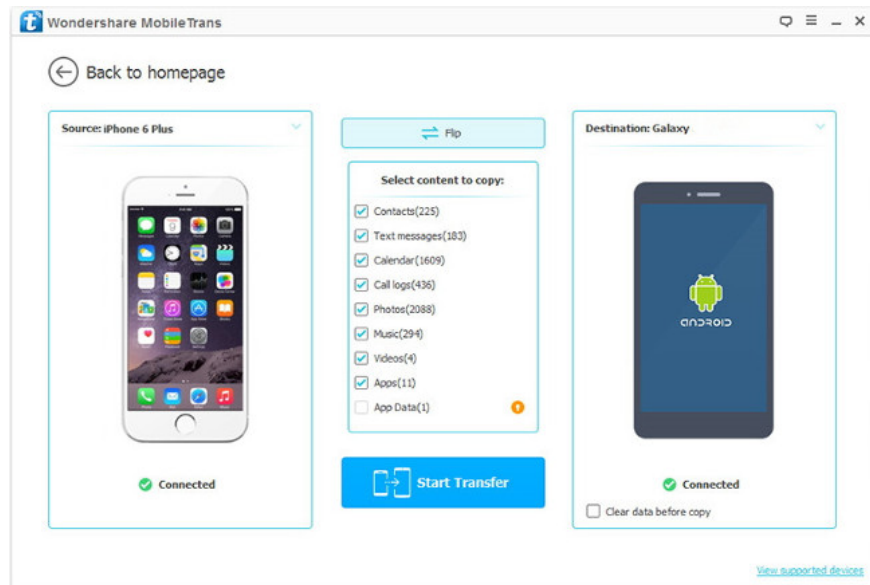 Wondershare MobileTrans
Back to homepage
Source: iPhone 6 Plus
Flip
Select content to copy:
Contacts(225)
Text messages(183)
Calendar(1609)
Call logs(436)
Photos(2088)
Music(294)
Videos(4)
Apps(11)
App Data(1)
Start Transfer
Connected
Destination: Galaxy
ANDROID
Connected
Clear data before copy
View supported devices